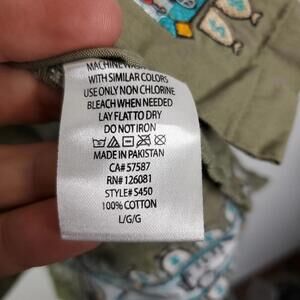 MACHINE WASH
WITH SIMILAR COLORS
USE ONLY NON CHLORINE
BLEACH WHEN NEEDED
LAY FLAT TO DRY
DO NOT IRON
MADE IN PAKISTAN
CA# 57587
RN# 126081
STYLE# S450
100% COTTON
L/G/G